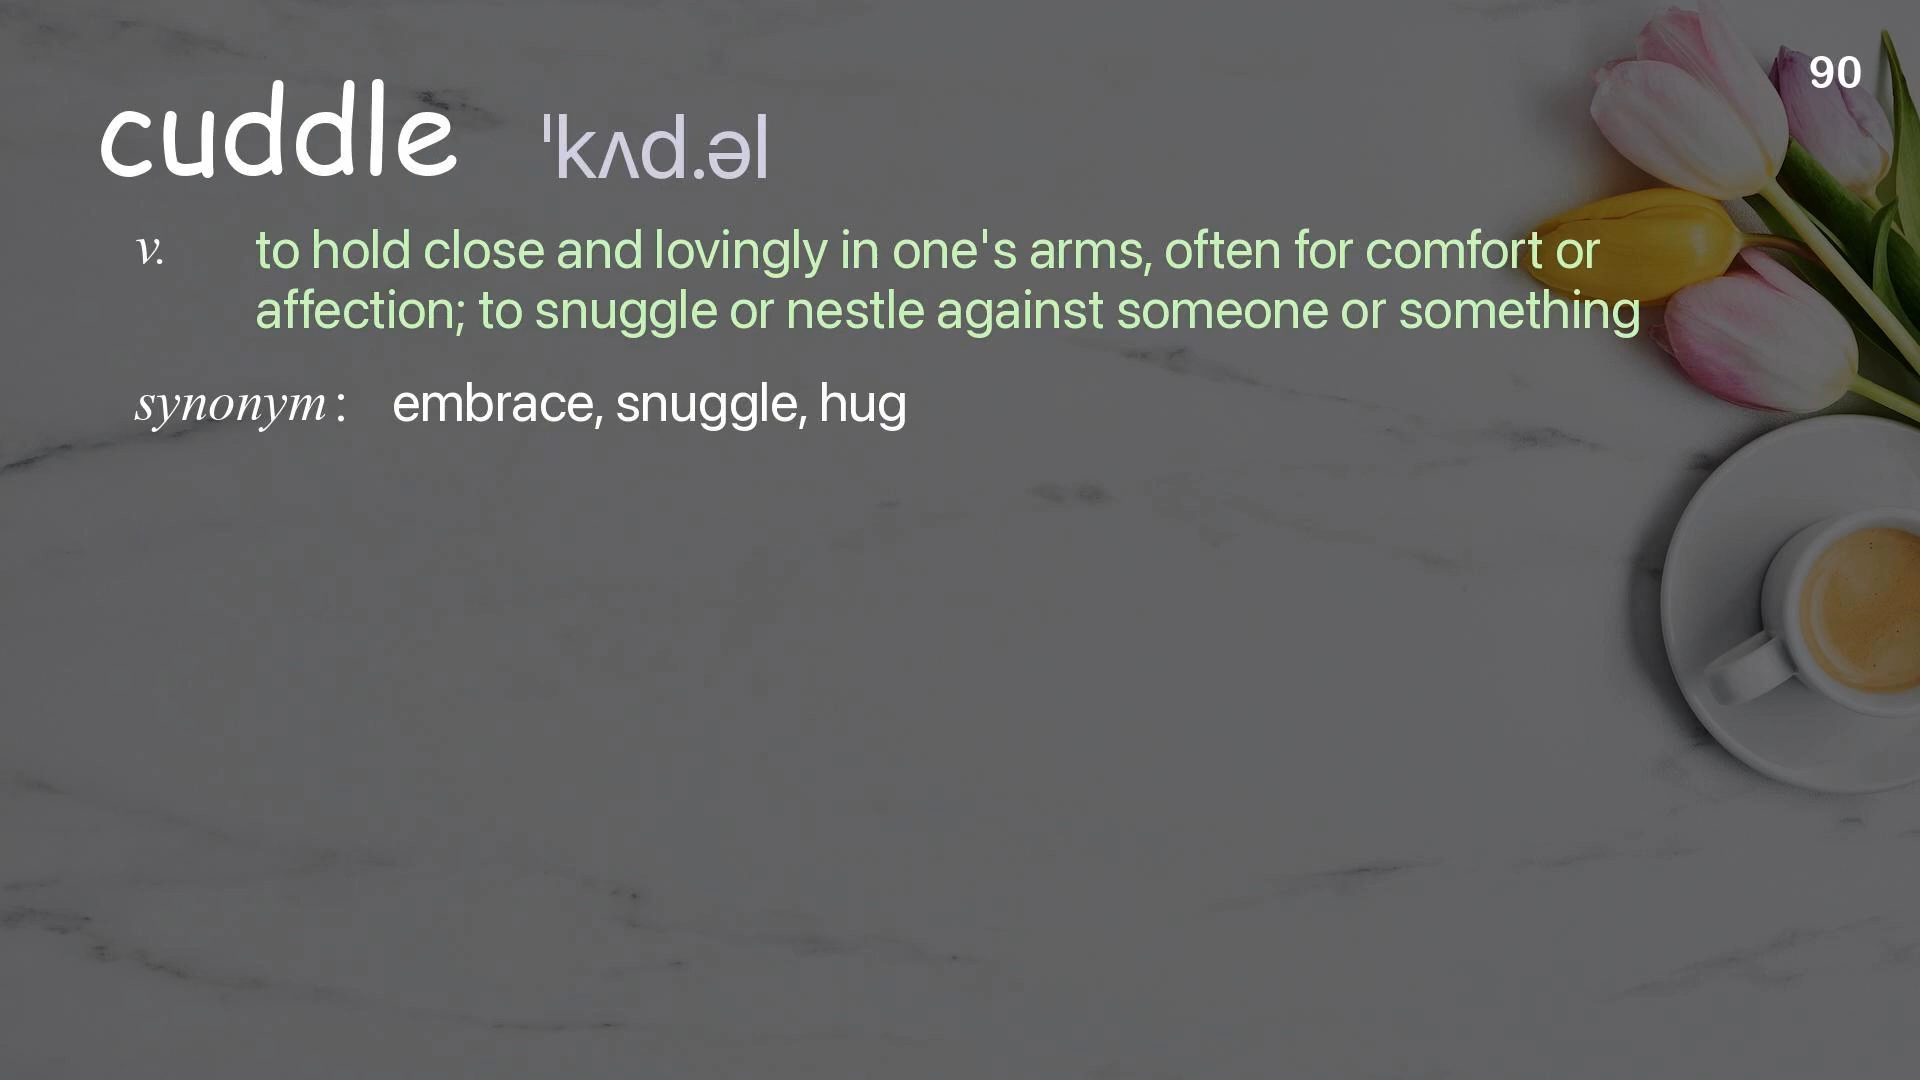 90
cuddle ˈkʌd.əl
v. to hold close and lovingly in one's arms, often for comfort or
affection; to snuggle or nestle against someone or something
synonym : embrace, snuggle, hug